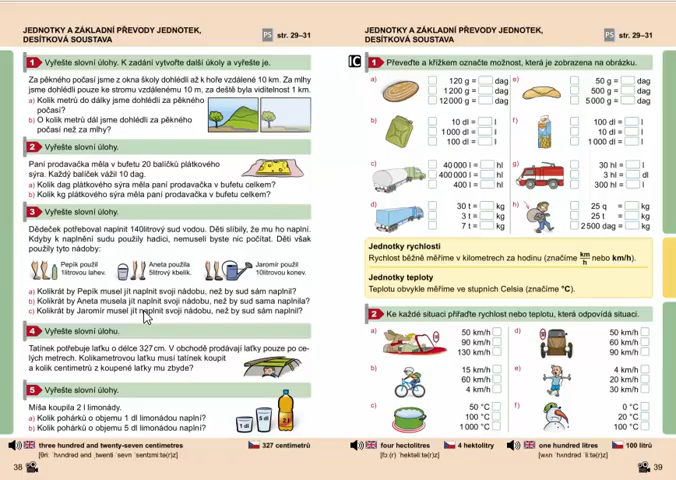 JEDNOTKY A ZÁKLADNÍ PŘEVODY JEDNOTEK,
DESÍTKOVÁ SOUSTAVA
PS str. 29–31
1 Vyřešte slovní úlohy. K zadání vytvořte další úkoly a vyřešte je.
Za pěkného počasí jsme z okna školy dohlédli až k hoře vzdálené 10 km. Za mlhy
jsme dohlédli pouze ke stromu vzdálenému 10 m, za deště byla viditelnost 1 km.
a) Kolik metrů do dálky jsme dohlédli za pěkného
počasí?
b) O kolik metrů dál jsme dohlédli za pěkného
počasí než za mlhy?
2 Vyřešte slovní úlohy.
Paní prodavačka měla v bufetu 20 balíčků plátkového
sýra. Každý balíček vážil 10 dag.
a) Kolik dag plátkového sýra měla paní prodavačka v bufetu celkem?
b) Kolik kg plátkového sýra měla paní prodavačka v bufetu celkem?
3 Vyřešte slovní úlohy.
Dědeček potřeboval naplnit 140litrový sud vodou. Děti slíbily, že mu ho naplní.
Kdyby k naplnění sudu použily hadici, nemuseli byste nic počítat. Děti však
použily tyto nádoby:
Pepík použil
1litrovou lahev.
Aneta použila
5litrový kbelík.
Jaromír použil
10litrovou konev.
a) Kolikrát by Pepík musel jít naplnit svoji nádobu, než by sud sám naplnil?
b) Kolikrát by Aneta musela jít naplnit svoji nádobu, než by sud sama naplnila?
c) Kolikrát by Jaromír musel jít naplnit svoji nádobu, než by sud sám naplnil?
4 Vyřešte slovní úlohu.
Tatínek potřebuje laťku o délce 327 cm. V obchodě prodávají laťky pouze po ce-
lých metrech. Kolikametrovou laťku musí tatínek koupit
a kolik centimetrů z koupené laťky mu zbyde?
5 Vyřešte slovní úlohy.
Míša koupila 2 l limonády.
a) Kolik pohárků o objemu 1 dl limonádou naplní?
b) Kolik pohárků o objemu 5 dl limonádou naplní?
1 dl
5 dl
2 l
three hundred and twenty-seven centimetres
327 centimetrů
38
JEDNOTKY A ZÁKLADNÍ PŘEVODY JEDNOTEK,
DESÍTKOVÁ SOUSTAVA
PS str. 29–31
1 Převeďte a křížkem označte možnost, která je zobrazena na obrázku.
a)
120 g = dag
1 200 g = dag
12 000 g = dag
e)
50 g = dag
500 g = dag
5 000 g = dag
b)
10 dl = l
1 000 dl = l
100 dl = l
f)
100 dl = l
10 dl = l
1 000 dl = l
c)
40 000 l = hl
400 000 l = hl
400 l = hl
g)
30 hl = l
3 hl = dl
300 hl = l
d)
30 t = kg
3 t = kg
7 t = kg
h)
25 q = kg
25 t = kg
2 500 dag = kg
Jednotky rychlosti
Rychlost běžně měříme v kilometrech za hodinu (značíme km/h nebo km/h).
Jednotky teploty
Teplotu obvykle měříme ve stupních Celsia (značíme °C).
2 Ke každé situaci přiřaďte rychlost nebo teplotu, která odpovídá situaci.
a)
50 km/h
90 km/h
130 km/h
d)
50 km/h
60 km/h
90 km/h
b)
15 km/h
60 km/h
4 km/h
e)
4 km/h
20 km/h
30 km/h
c)
50 °C
100 °C
1 000 °C
f)
0 °C
20 °C
100 °C
four hectolitres
4 hektolitry
one hundred litres
100 litrů
39